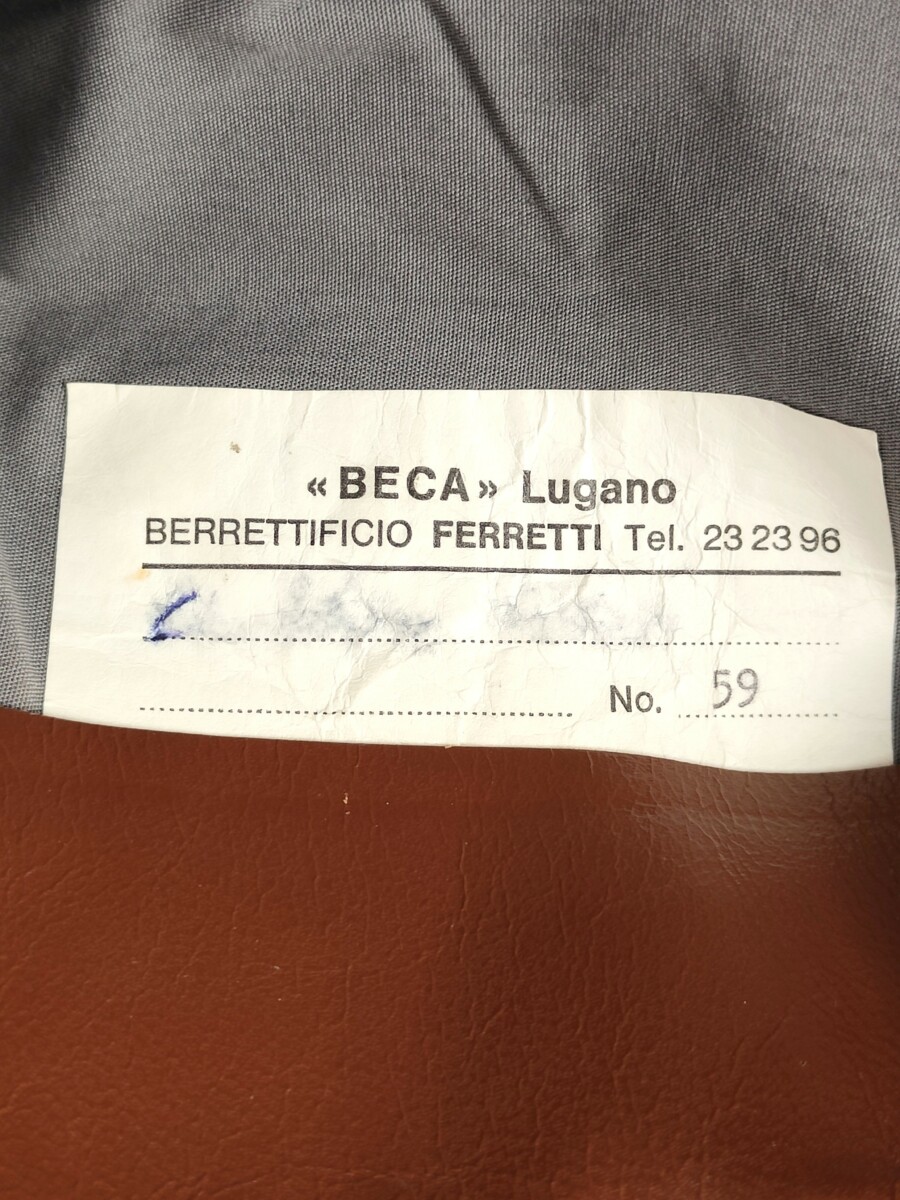 «BECA» Lugano
BERRETTIFICIO FERRETTI Tel. 23 23 96
No. 59